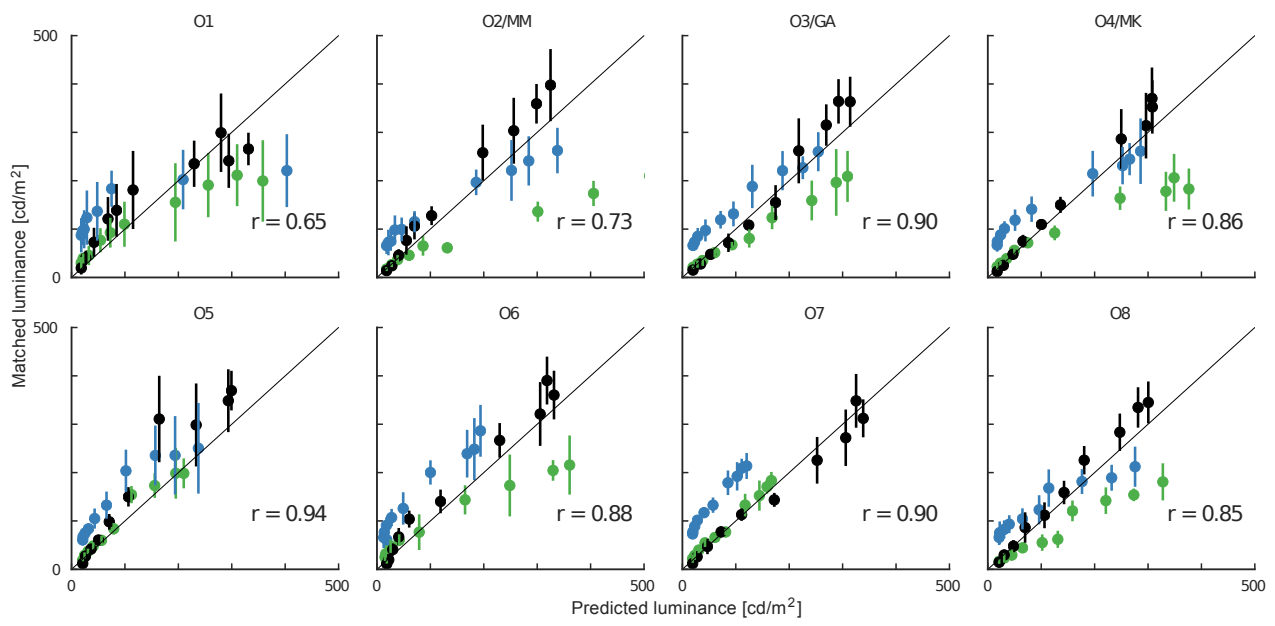 O1
O2/MM
O3/GA
O4/MK
500
0
r = 0.65
r = 0.73
r = 0.90
r = 0.86
Matched luminance [cd/m²]
O5
O6
O7
O8
500
0
r = 0.94
r = 0.88
r = 0.90
r = 0.85
0
500
0
500
0
500
0
500
Predicted luminance [cd/m²]